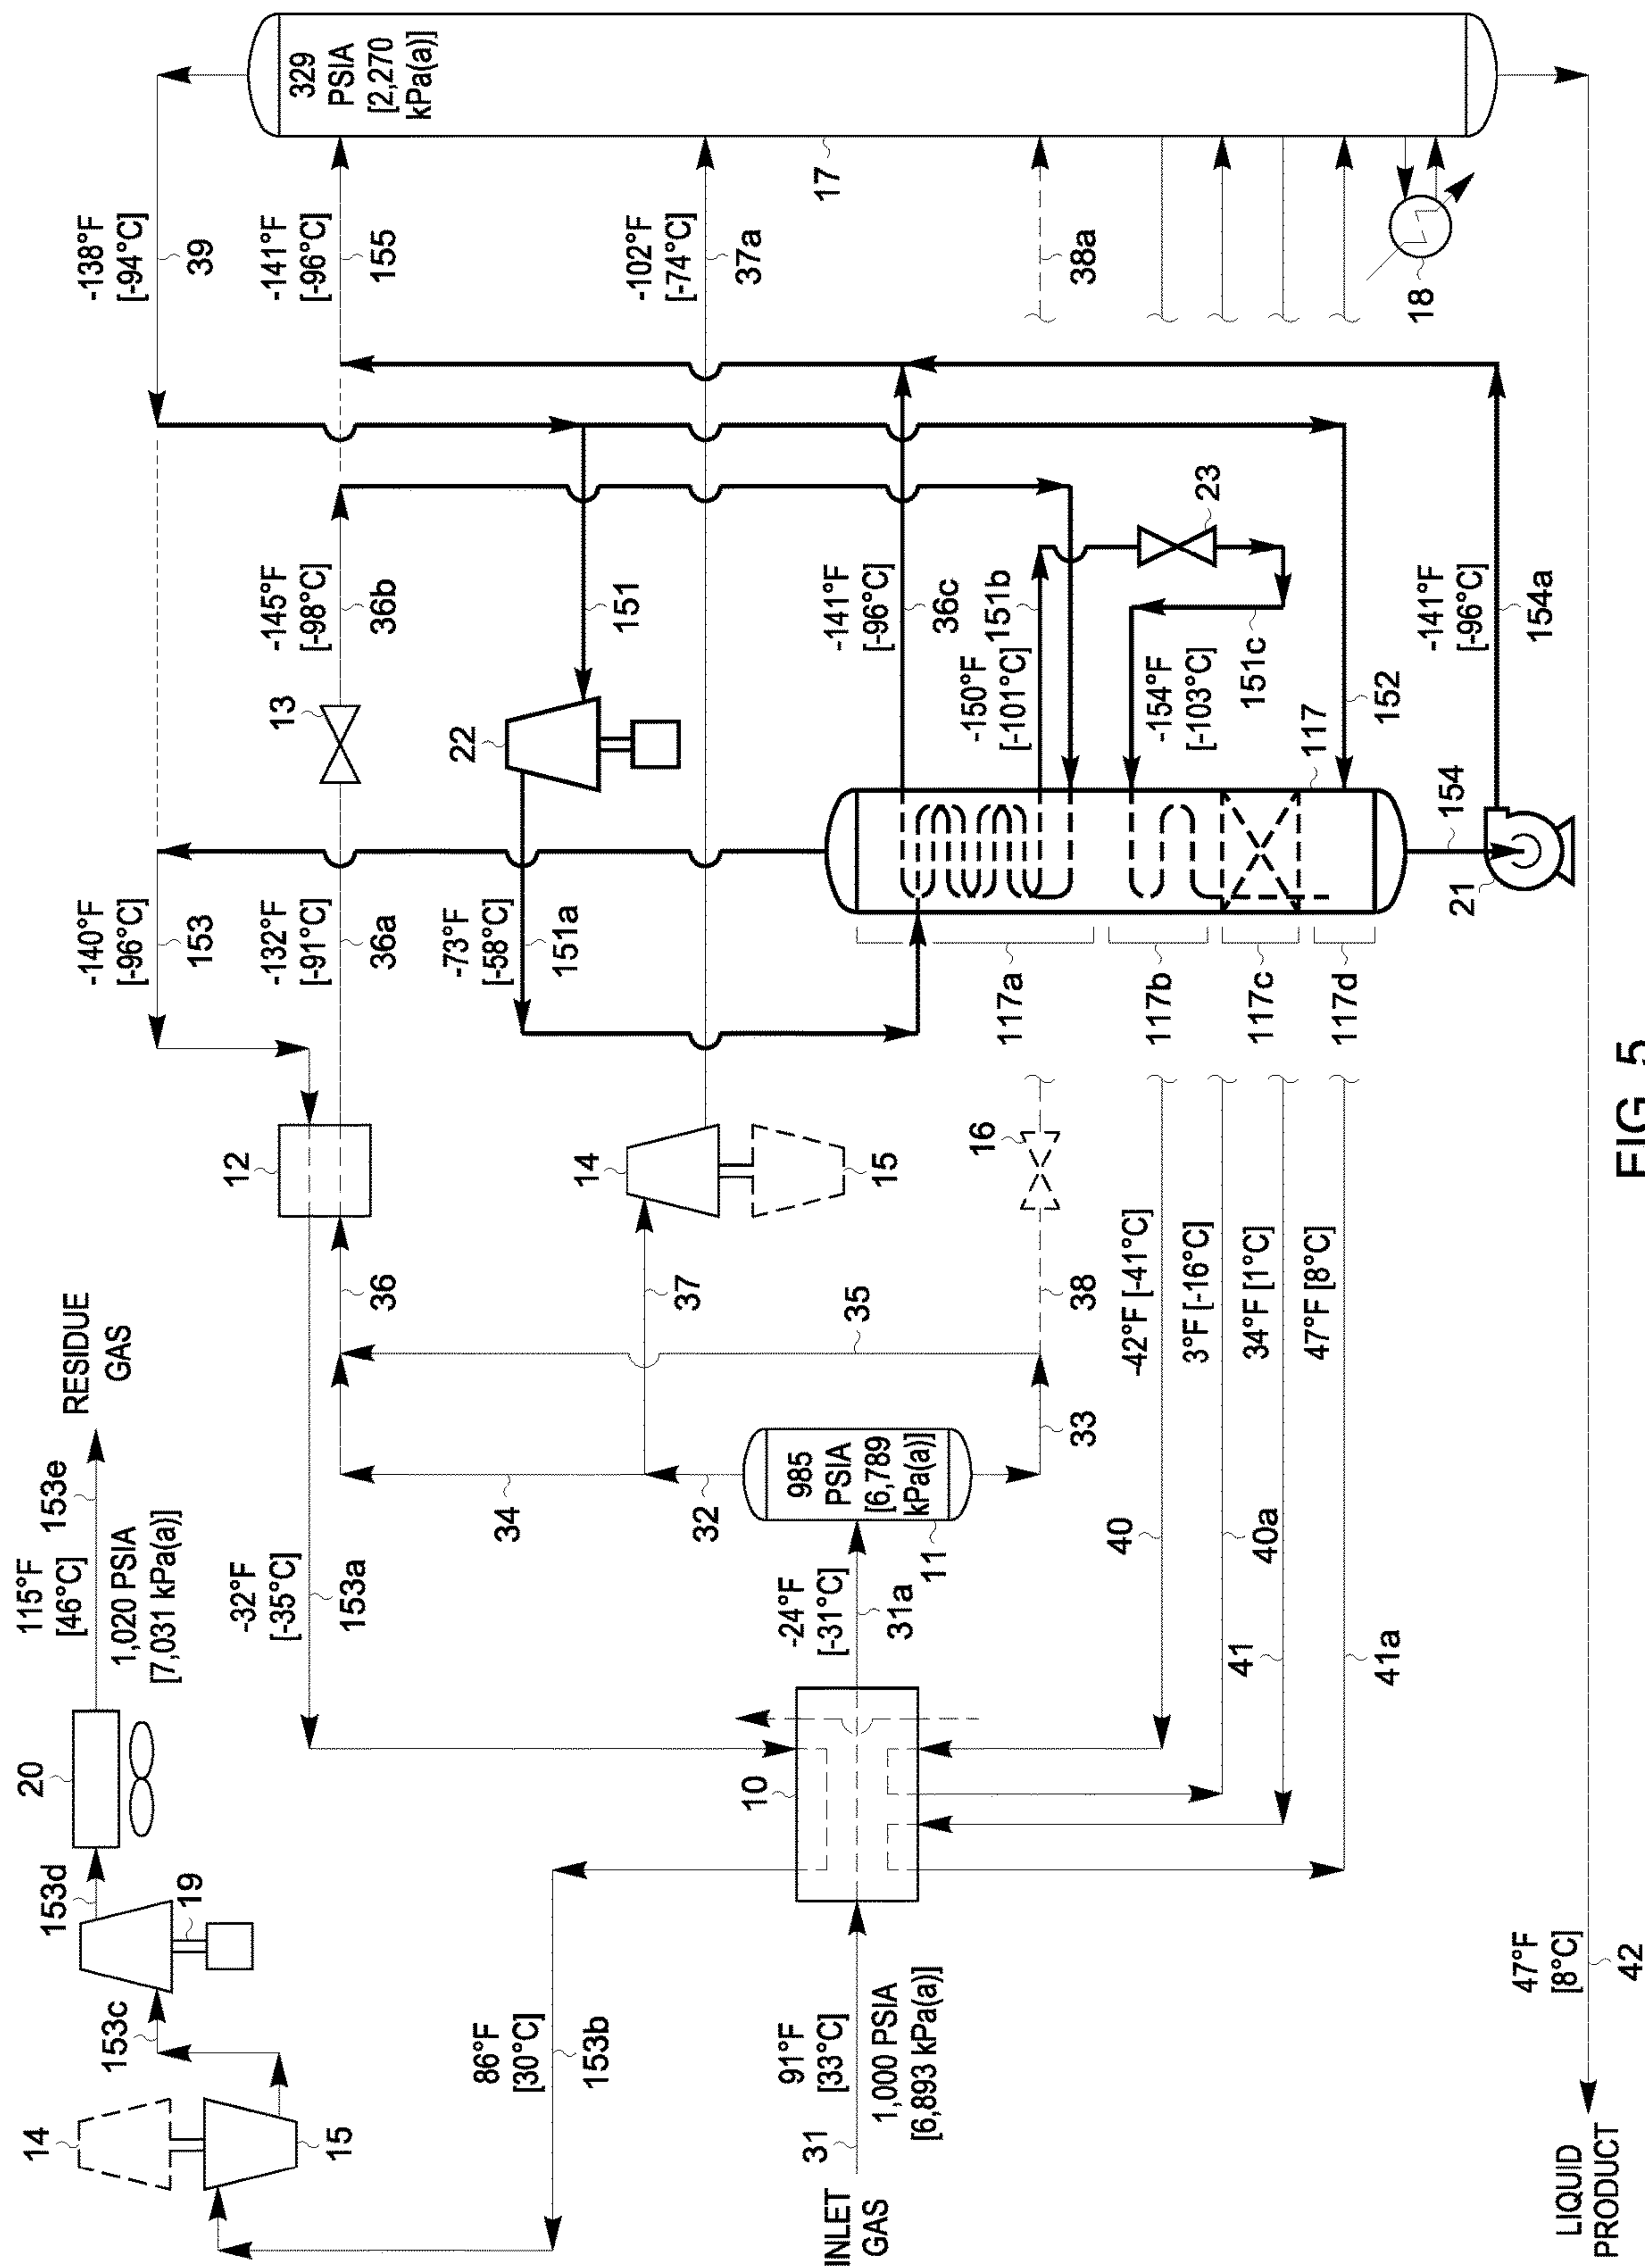 RESIDUE
GAS
115°F
[46°C]
153e
1,020 PSIA
[7,031 kPa(a)]
20
153d
19
153c
14
15
86°F
[30°C]
153b
-32°F
[-35°C]
153a
INLET
GAS
31
91°F
[33°C]
1,000 PSIA
[6,893 kPa(a)]
10
-24°F
[-31°C]
31a
11
985
PSIA
[6,789
kPa(a)]
32
33
34
35
36
37
38
12
14
15
16
-140°F
[-96°C]
153
-132°F
[-91°C]
36a
13
-145°F
[-98°C]
36b
-73°F
[-58°C]
151a
22
151
-138°F
[-94°C]
39
-141°F
[-96°C]
155
-102°F
[-74°C]
37a
38a
329
PSIA
[2,270
kPa(a)]
17
18
-141°F
[-96°C]
36c
-150°F
[-101°C]
151b
23
-154°F
[-103°C]
151c
117
152
154
21
-141°F
[-96°C]
154a
117a
117b
117c
117d
-42°F [-41°C]
3°F [-16°C]
34°F [1°C]
47°F [8°C]
40
40a
41
41a
47°F
[8°C]
42
LIQUID
PRODUCT
FIG. 5